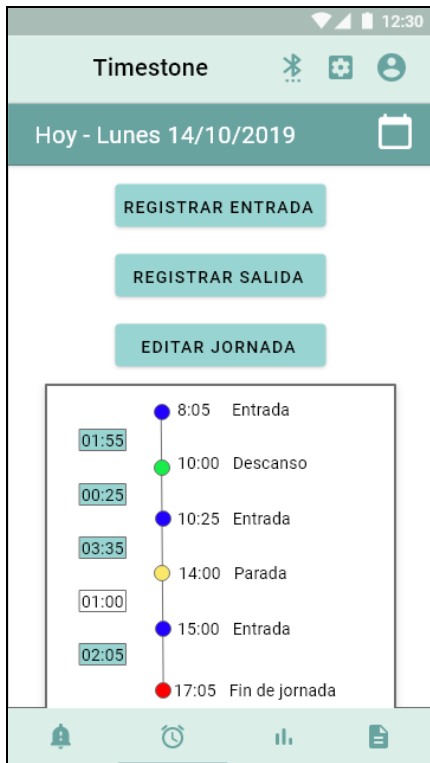 12:30
Timestone
Hoy - Lunes 14/10/2019
REGISTRAR ENTRADA
REGISTRAR SALIDA
EDITAR JORNADA
8:05 Entrada
01:55
10:00 Descanso
00:25
10:25 Entrada
03:35
14:00 Parada
01:00
15:00 Entrada
02:05
17:05 Fin de jornada